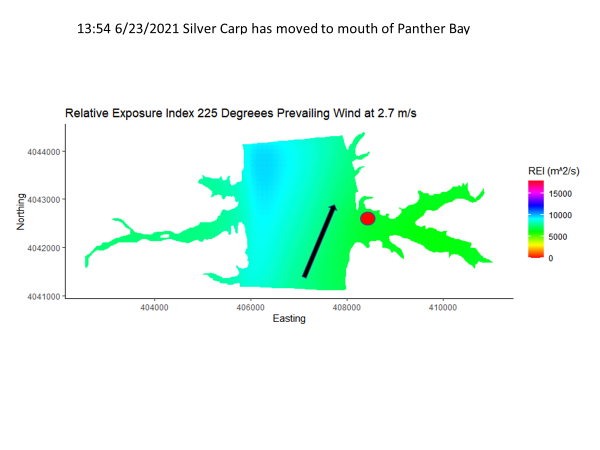 13:54 6/23/2021 Silver Carp has moved to mouth of Panther Bay
Relative Exposure Index 225 Degreees Prevailing Wind at 2.7 m/s
Northing
4044000
4043000
4042000
4041000
404000 406000 408000 410000
Easting
REI (m^2/s)
15000
10000
5000
0